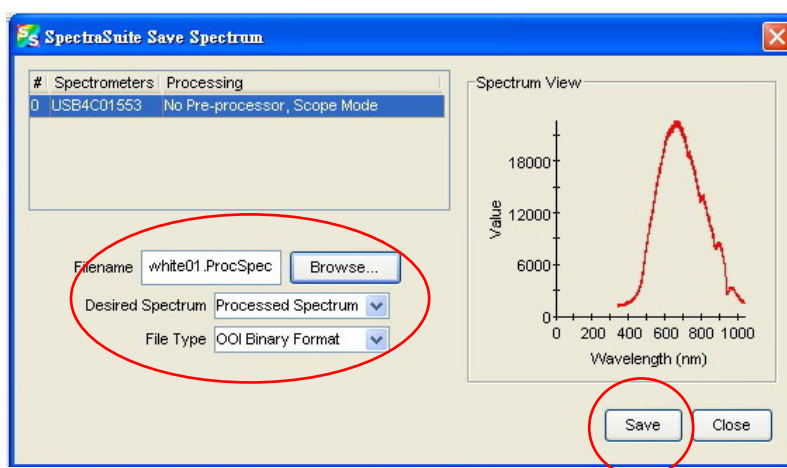 SpectraSuite Save Spectrum
# Spectrometers Processing
0 USB4C01553 No Pre-processor, Scope Mode
Filename white01.ProcSpec Browse...
Desired Spectrum Processed Spectrum
File Type OOI Binary Format
Spectrum View
Value
18000
12000
6000
0
0 200 400 600 800 1000
Wavelength (nm)
Save Close